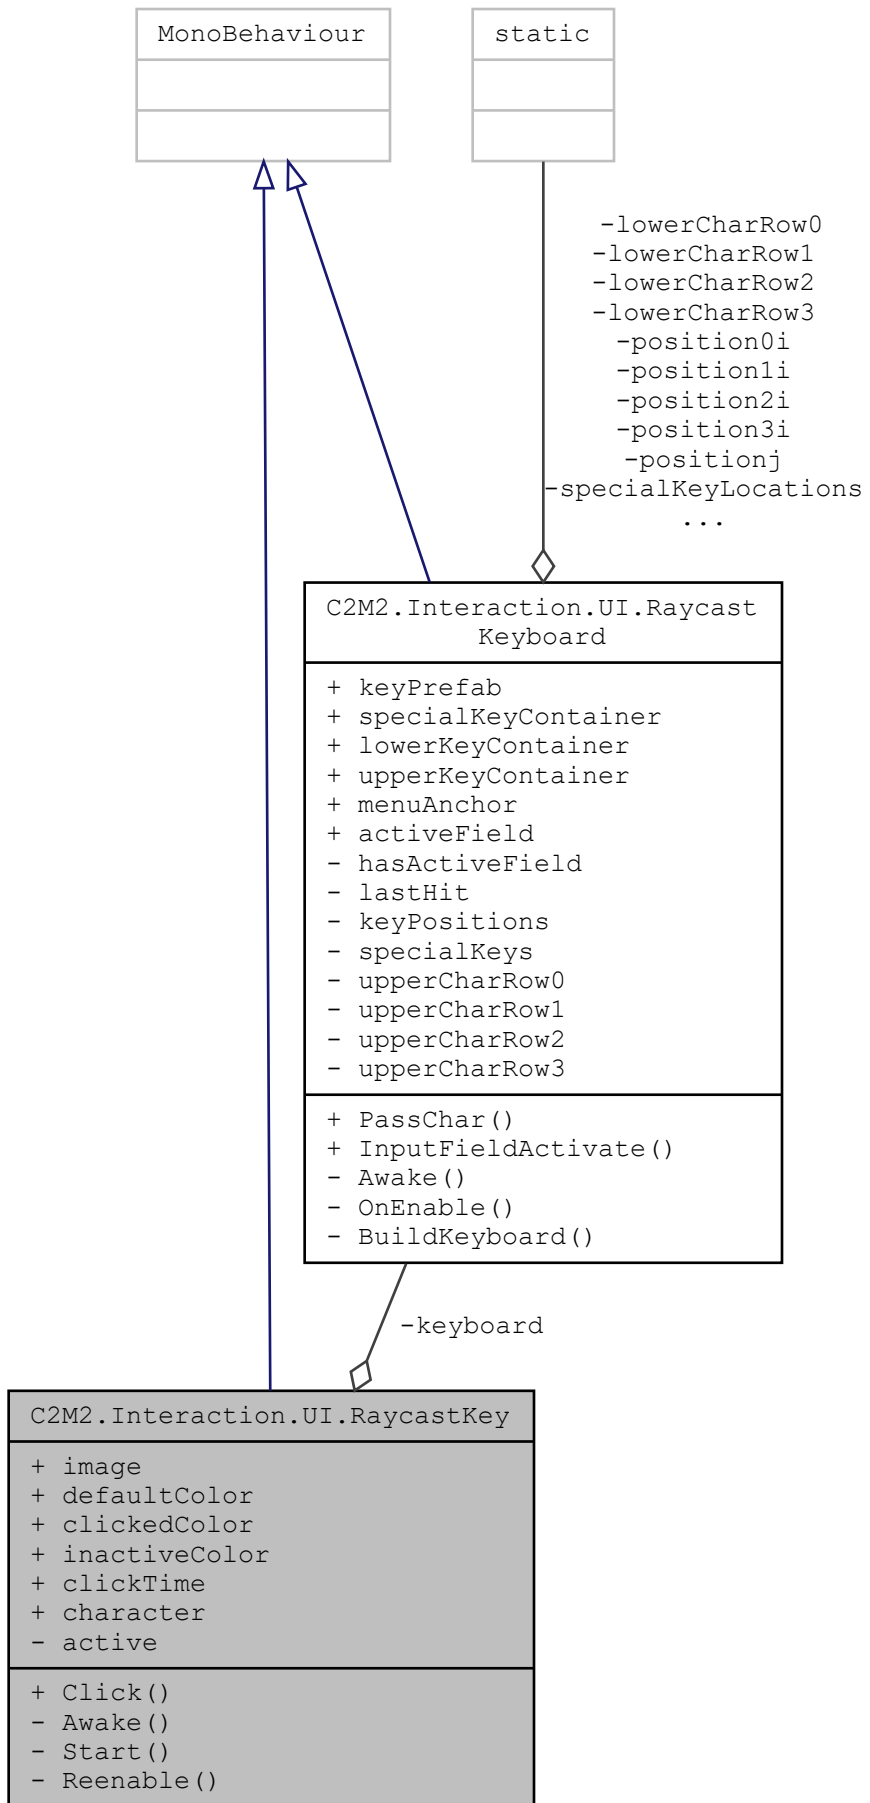 MonoBehaviour
static
-lowerCharRow0
-lowerCharRow1
-lowerCharRow2
-lowerCharRow3
-position0i
-position1i
-position2i
-position3i
-positionj
-specialKeyLocations
...
C2M2.Interaction.UI.Raycast
Keyboard
+ keyPrefab
+ specialKeyContainer
+ lowerKeyContainer
+ upperKeyContainer
+ menuAnchor
+ activeField
- hasActiveField
- lastHit
- keyPositions
- specialKeys
- upperCharRow0
- upperCharRow1
- upperCharRow2
- upperCharRow3
+ PassChar()
+ InputFieldActivate()
- Awake()
- OnEnable()
- BuildKeyboard()
-keyboard
C2M2.Interaction.UI.RaycastKey
+ image
+ defaultColor
+ clickedColor
+ inactiveColor
+ clickTime
+ character
- active
+ Click()
- Awake()
- Start()
- Reenable()